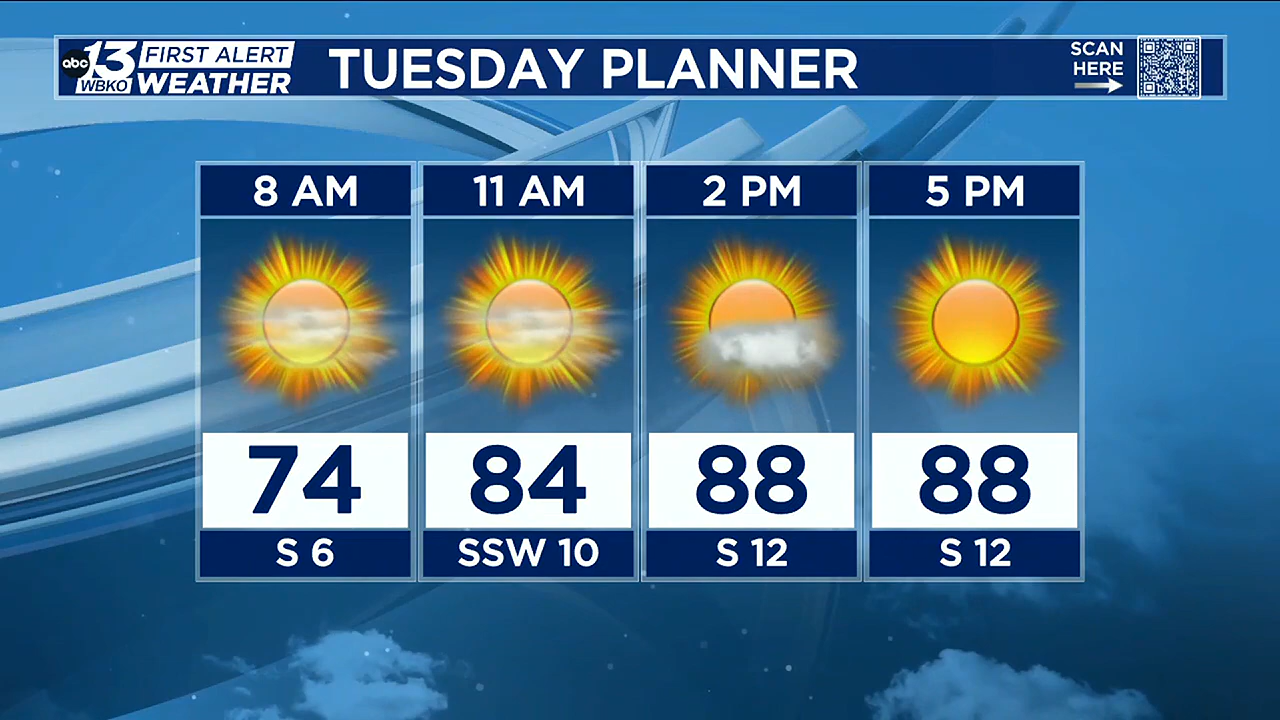 abc 13 WBKO
FIRST ALERT
WEATHER
TUESDAY PLANNER
SCAN
HERE
8 AM
11 AM
2 PM
5 PM
74
84
88
88
S 6
SSW 10
S 12
S 12